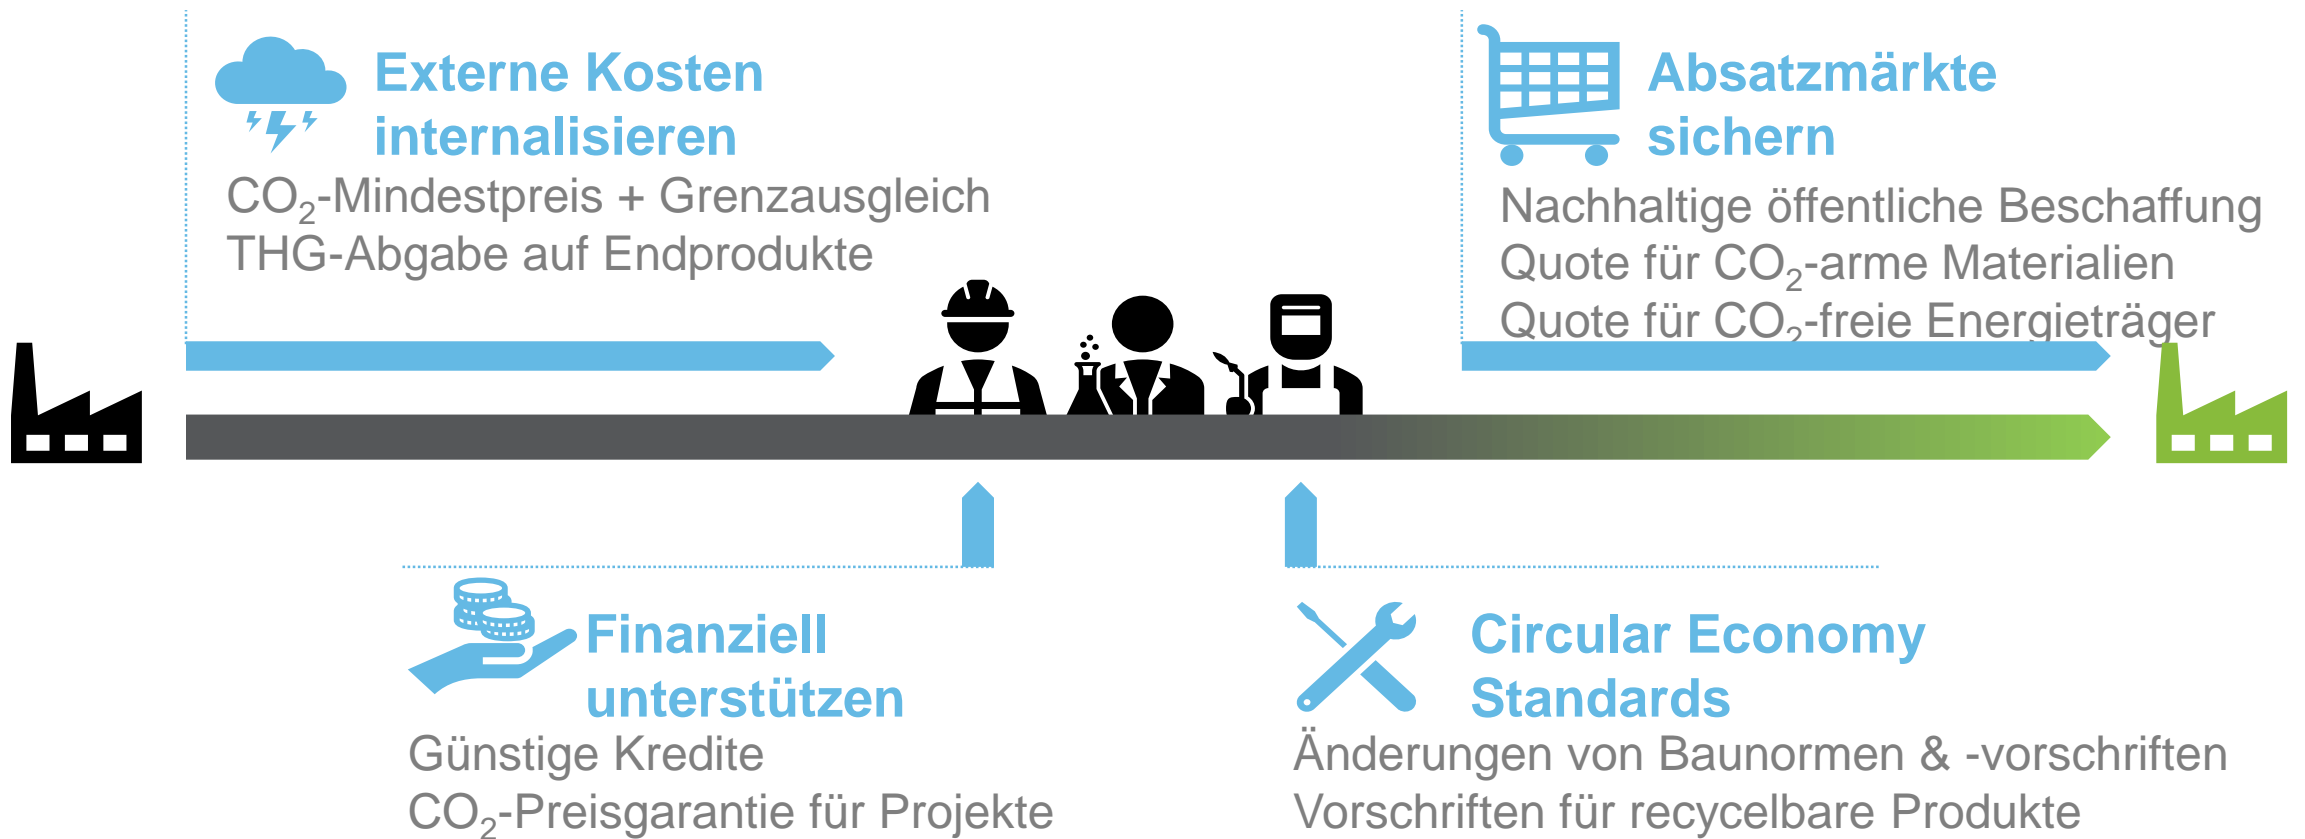 Externe Kosten
internalisieren
CO₂-Mindestpreis + Grenzausgleich
THG-Abgabe auf Endprodukte
Absatzmärkte
sichern
Nachhaltige öffentliche Beschaffung
Quote für CO₂-arme Materialien
Quote für CO₂-freie Energieträger
Finanziell
unterstützen
Günstige Kredite
CO₂-Preisgarantie für Projekte
Circular Economy
Standards
Änderungen von Baunormen & -vorschriften
Vorschriften für recycelbare Produkte